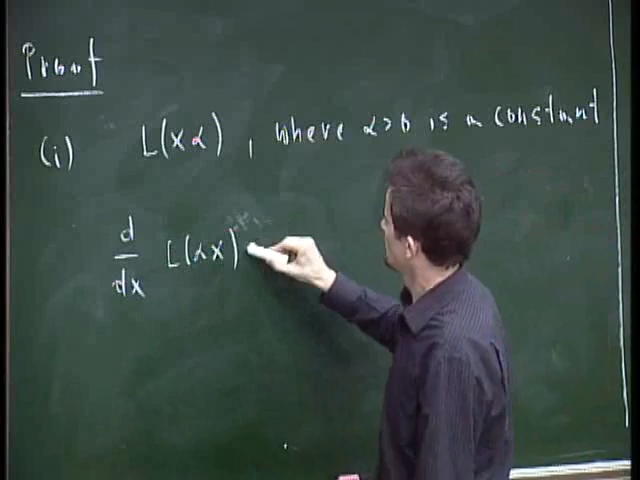 Proof
(i) L(xα), where α>0 is a constant
d/dx L(αx)